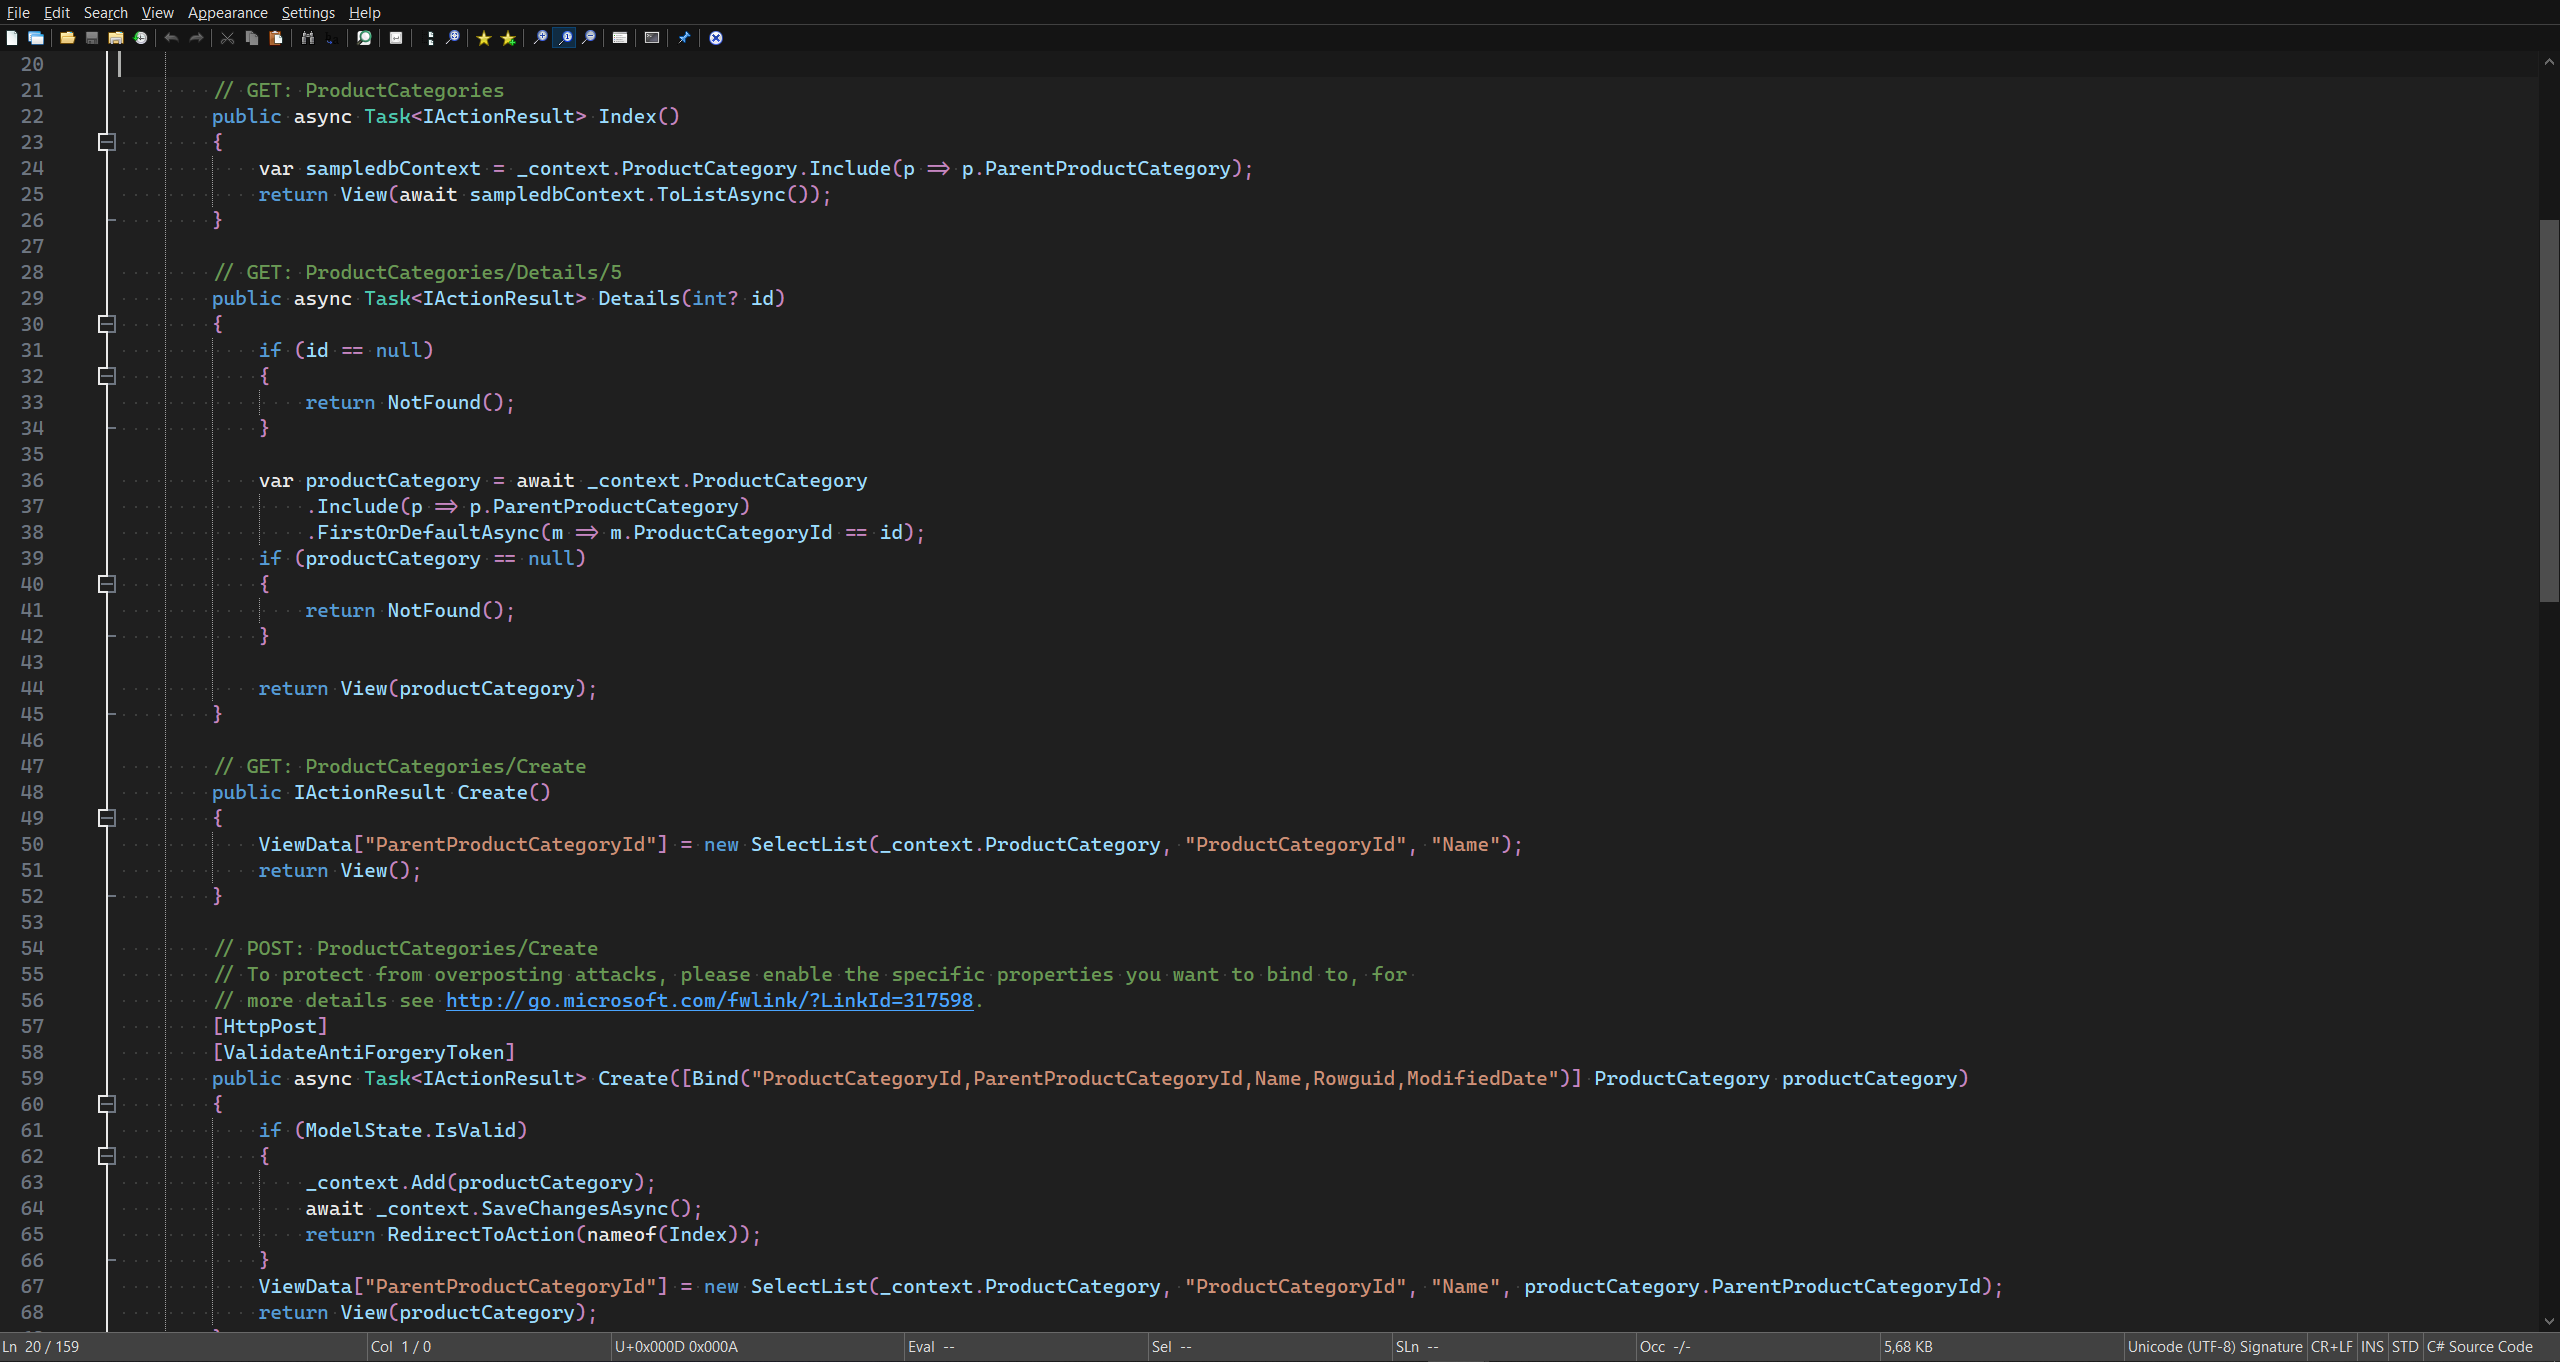 File Edit Search View Appearance Settings Help
20
21 // GET: ProductCategories
22 public async Task<IActionResult> Index()
23 {
24 var sampledbContext = _context.ProductCategory.Include(p => p.ParentProductCategory);
25 return View(await sampledbContext.ToListAsync());
26 }
27
28 // GET: ProductCategories/Details/5
29 public async Task<IActionResult> Details(int? id)
30 {
31 if (id == null)
32 {
33 return NotFound();
34 }
35
36 var productCategory = await _context.ProductCategory
37 .Include(p => p.ParentProductCategory)
38 .FirstOrDefaultAsync(m => m.ProductCategoryId == id);
39 if (productCategory == null)
40 {
41 return NotFound();
42 }
43
44 return View(productCategory);
45 }
46
47 // GET: ProductCategories/Create
48 public IActionResult Create()
49 {
50 ViewData["ParentProductCategoryId"] = new SelectList(_context.ProductCategory, "ProductCategoryId", "Name");
51 return View();
52 }
53
54 // POST: ProductCategories/Create
55 // To protect from overposting attacks, please enable the specific properties you want to bind to, for
56 // more details see http://go.microsoft.com/fwlink/?LinkId=317598.
57 [HttpPost]
58 [ValidateAntiForgeryToken]
59 public async Task<IActionResult> Create([Bind("ProductCategoryId,ParentProductCategoryId,Name,Rowguid,ModifiedDate")] ProductCategory productCategory)
60 {
61 if (ModelState.IsValid)
62 {
63 _context.Add(productCategory);
64 await _context.SaveChangesAsync();
65 return RedirectToAction(nameof(Index));
66 }
67 ViewData["ParentProductCategoryId"] = new SelectList(_context.ProductCategory, "ProductCategoryId", "Name", productCategory.ParentProductCategoryId);
68 return View(productCategory);
Ln 20 / 159 Col 1 / 0 U+0x000D 0x000A Eval -- Sel -- SLn -- Occ -/- 5,68 KB Unicode (UTF-8) Signature CR+LF INS STD C# Source Code